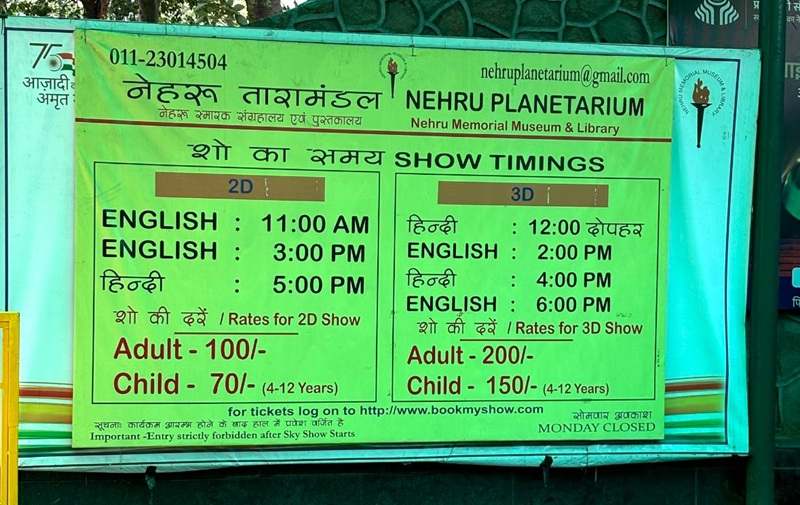 75
आज़ादी का
अमृत
011-23014504
nehruplanetarium@gmail.com
नेहरू तारामंडल
NEHRU PLANETARIUM
नेहरू स्मारक संग्रहालय एवं पुस्तकालय
Nehru Memorial Museum & Library
NEHRU MEMORIAL MUSEUM & LIBRARY
शो का समय SHOW TIMINGS
2D
ENGLISH : 11:00 AM
ENGLISH : 3:00 PM
हिन्दी : 5:00 PM
शो की दरें / Rates for 2D Show
Adult - 100/-
Child - 70/- (4-12 Years)
3D
हिन्दी : 12:00 दोपहर
ENGLISH : 2:00 PM
हिन्दी : 4:00 PM
ENGLISH : 6:00 PM
शो की दरें / Rates for 3D Show
Adult - 200/-
Child - 150/- (4-12 Years)
for tickets log on to http://www.bookmyshow.com
सूचनाः कार्यक्रम आरम्भ होने के बाद हाल में प्रवेश वर्जित है
Important -Entry strictly forbidden after Sky Show Starts
सोमवार अवकाश
MONDAY CLOSED